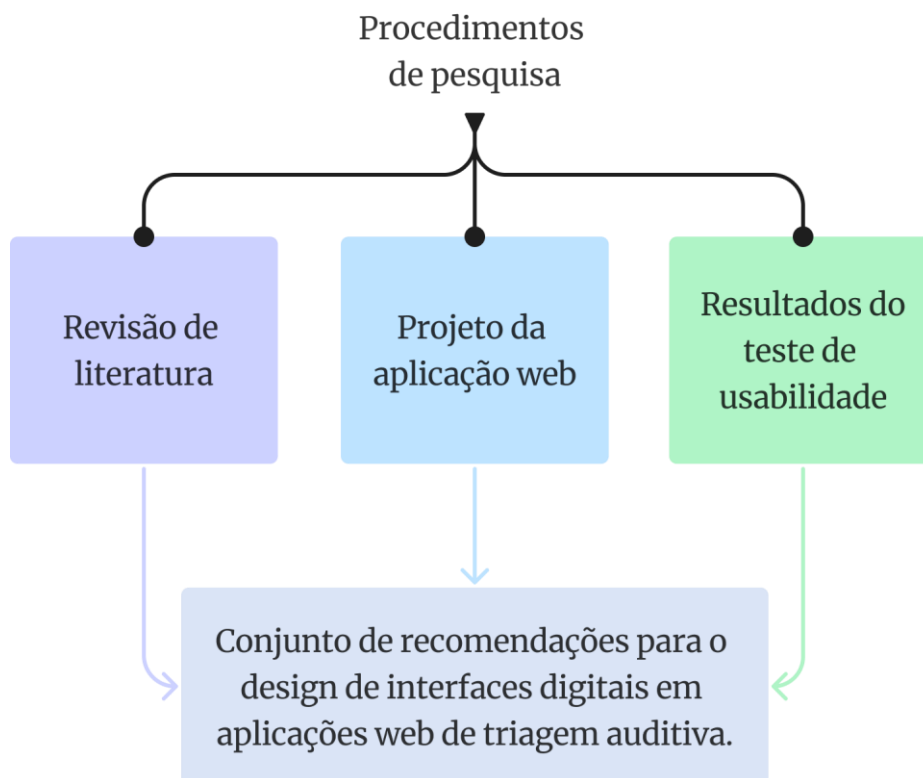 Procedimentos
de pesquisa
Revisão de
literatura
Projeto da
aplicação web
Resultados do
teste de
usabilidade
Conjunto de recomendações para o
design de interfaces digitais em
aplicações web de triagem auditiva.